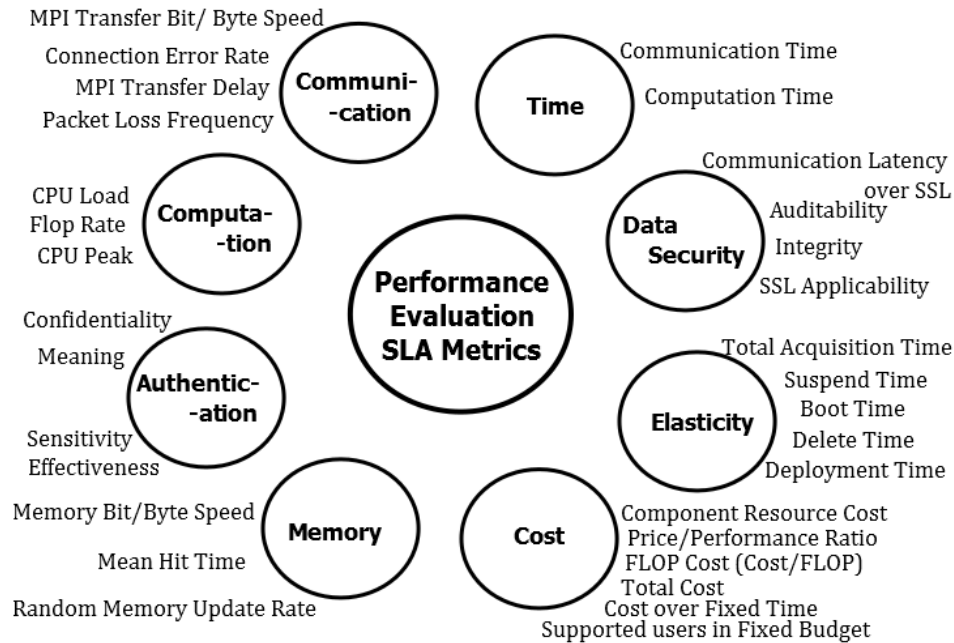 MPI Transfer Bit/ Byte Speed
Connection Error Rate
MPI Transfer Delay
Packet Loss Frequency
Communi-
-cation
Time
Communication Time
Computation Time
CPU Load
Flop Rate
CPU Peak
Computa-
-tion
Communication Latency
over SSL
Auditability
Integrity
SSL Applicability
Data
Security
Performance
Evaluation
SLA Metrics
Confidentiality
Meaning
Sensitivity
Effectiveness
Authentic-
-ation
Elasticity
Total Acquisition Time
Suspend Time
Boot Time
Delete Time
Deployment Time
Memory Bit/Byte Speed
Mean Hit Time
Random Memory Update Rate
Memory
Cost
Component Resource Cost
Price/Performance Ratio
FLOP Cost (Cost/FLOP)
Total Cost
Cost over Fixed Time
Supported users in Fixed Budget